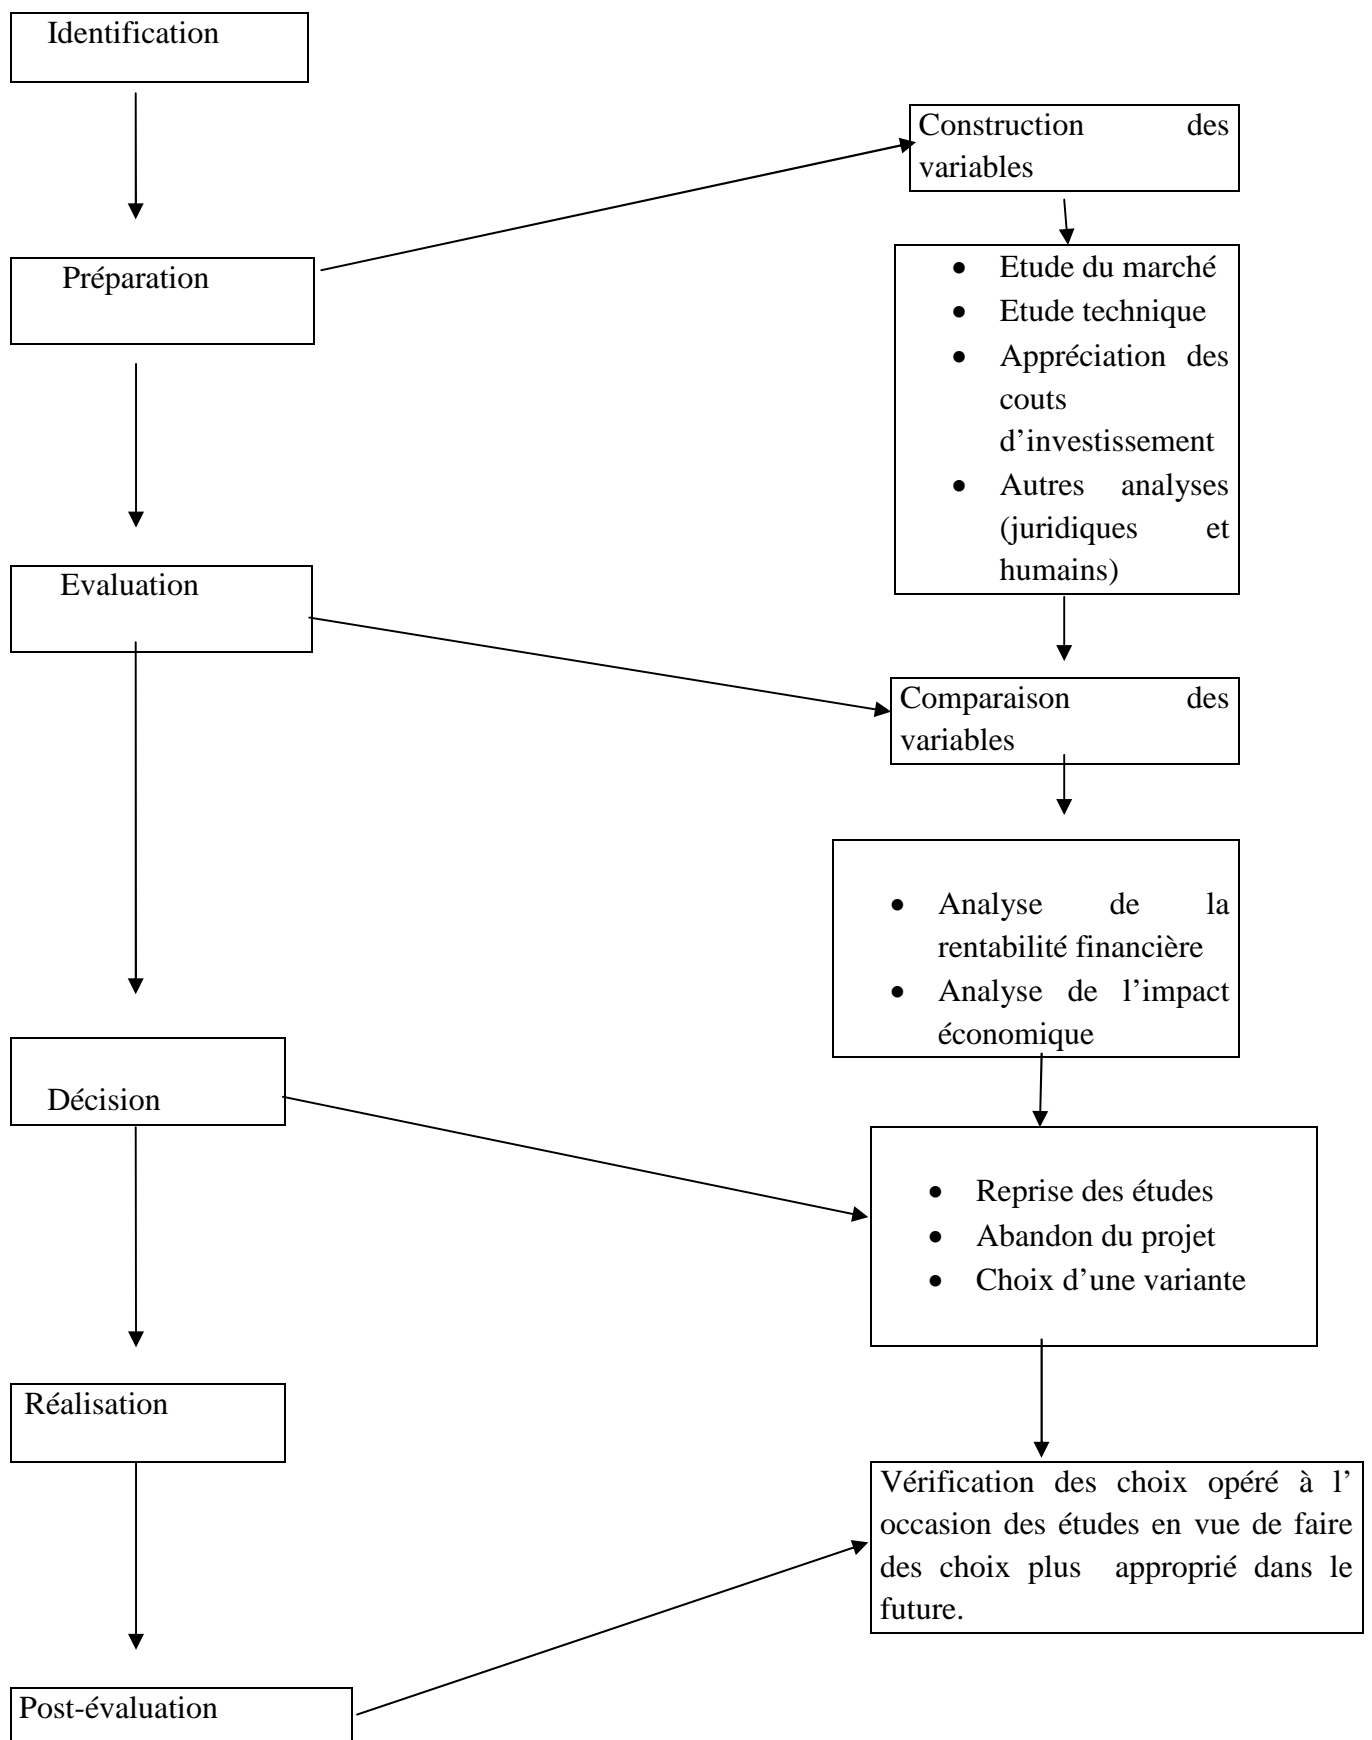 Identification
Construction des
variables
Préparation
• Etude du marché
• Etude technique
• Appréciation des
couts
d’investissement
• Autres analyses
(juridiques et
humains)
Evaluation
Comparaison des
variables
• Analyse de la
rentabilité financière
• Analyse de l’impact
économique
Décision
• Reprise des études
• Abandon du projet
• Choix d’une variante
Réalisation
Vérification des choix opéré à l’
occasion des études en vue de faire
des choix plus approprié dans le
future.
Post-évaluation